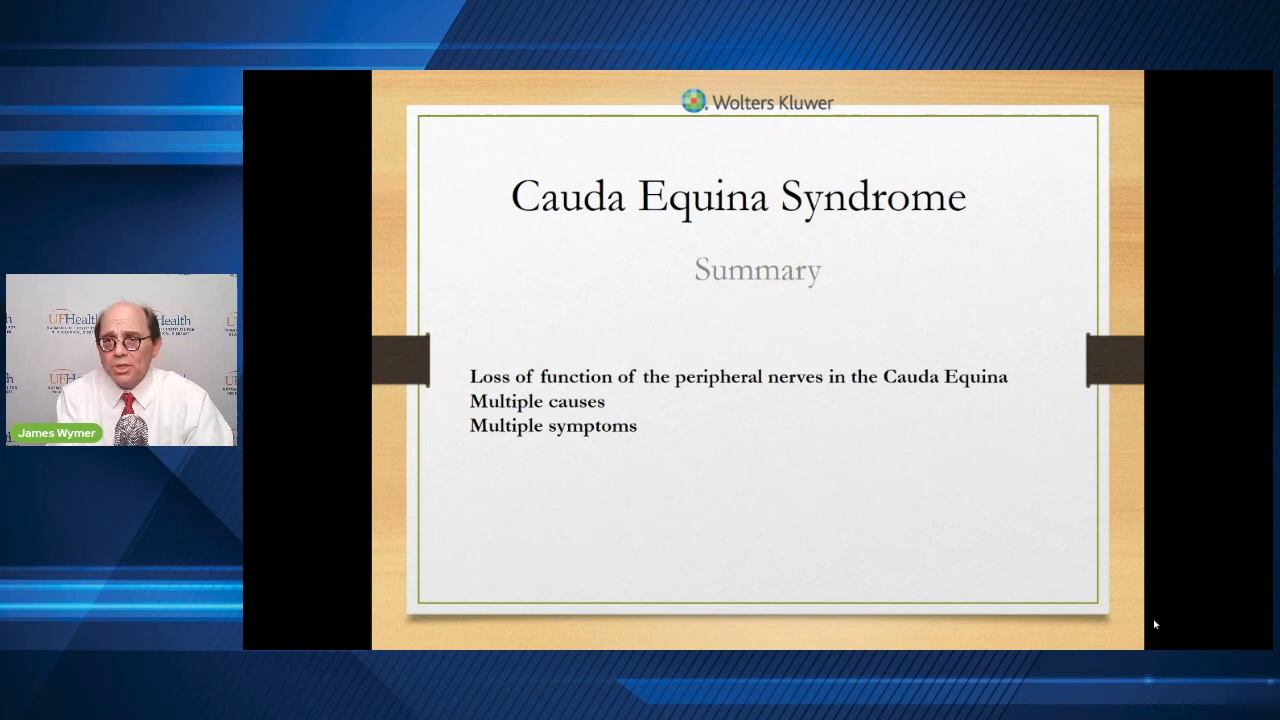 Wolters Kluwer
Cauda Equina Syndrome
Summary
Loss of function of the peripheral nerves in the Cauda Equina
Multiple causes
Multiple symptoms
UFHealth
James Wymer